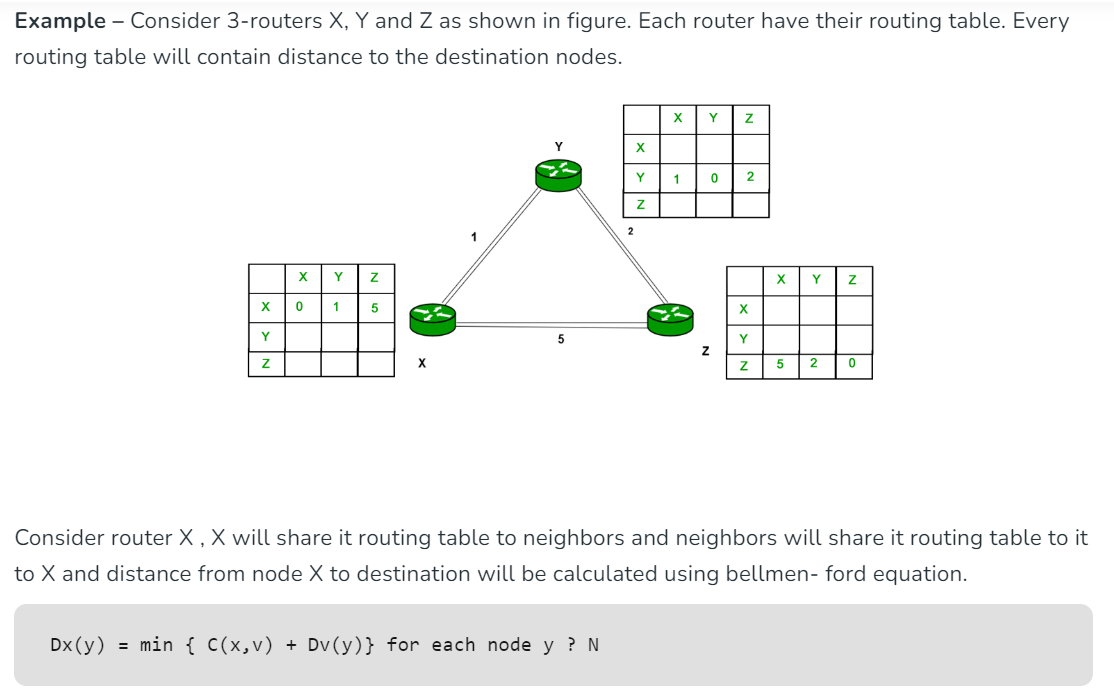 Example – Consider 3-routers X, Y and Z as shown in figure. Each router have their routing table. Every
routing table will contain distance to the destination nodes.
X Y Z
X
Y 1 0 2
Z
Y
1
2
X Y Z
X 0 1 5
Y
Z
X
5
Z
X Y Z
X
Y
Z 5 2 0
Consider router X , X will share it routing table to neighbors and neighbors will share it routing table to it
to X and distance from node X to destination will be calculated using bellmen- ford equation.
Dx(y) = min { C(x,v) + Dv(y)} for each node y ? N